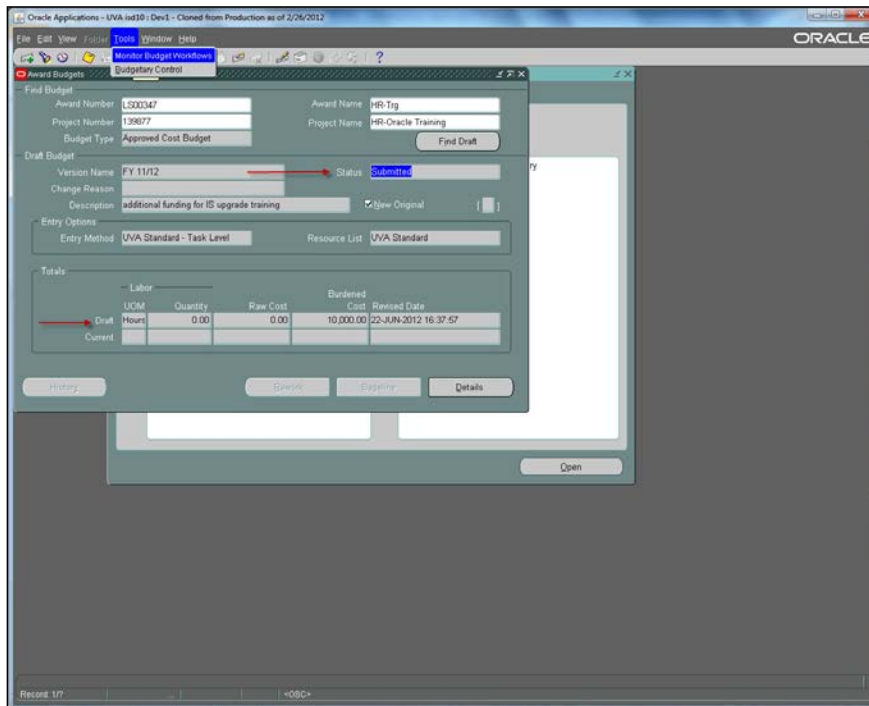 Oracle Applications - UVA isd10 : Dev1 - Cloned from Production as of 2/26/2012
File Edit View Folder Tools Window Help
ORACLE
Monitor Budget Workflows
Budgetary Control
Award Budgets
Find Budget
Award Number LS00347 Award Name HR-Trg
Project Number 139877 Project Name HR-Oracle Training
Budget Type Approved Cost Budget Find Draft
Draft Budget
Version Name FY 11/12 Status Submitted
Change Reason
Description additional funding for IS upgrade training New Original [ ]
Entry Options
Entry Method UVA Standard - Task Level Resource List UVA Standard
Totals
Labor
Burdened
UOM Quantity Raw Cost Cost Revised Date
Draft Hours 0.00 0.00 10,000.00 22-JUN-2012 16:37:57
Current
History Rework Baseline Details
Open
Record: 1/? ... <OSC>